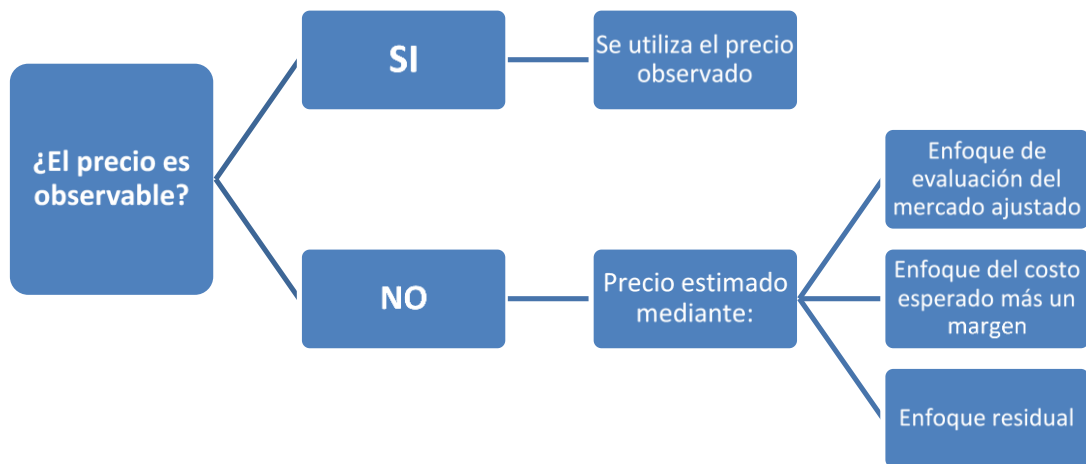 ¿El precio es
observable?
SI
Se utiliza el precio
observado
NO
Precio estimado
mediante:
Enfoque de
evaluación del
mercado ajustado
Enfoque del costo
esperado más un
margen
Enfoque residual